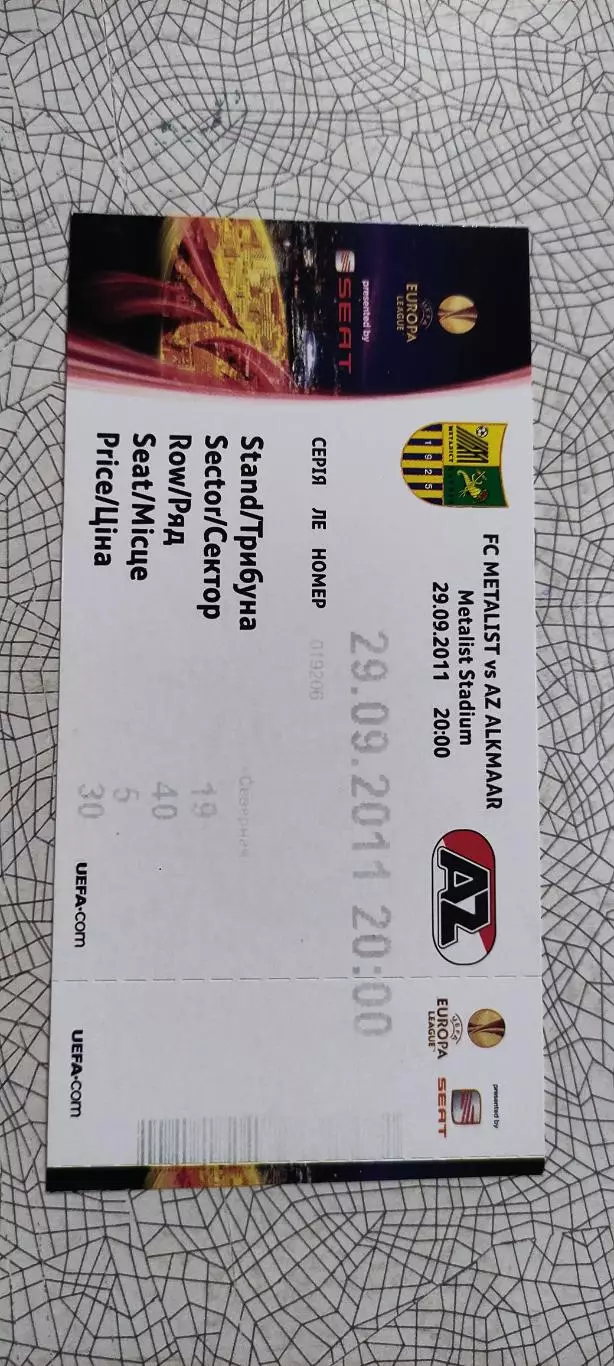 UEFA
EUROPA
LEAGUE
presented by
SEAT
МЕТАЛІСТ
1925
FC METALIST vs AZ ALKMAAR
Metalist Stadium
29.09.2011 20:00
AZ
29.09.2011 20:00
СЕРІЯ ЛЕ НОМЕР 019206
Stand/Трибуна Северная
Sector/Сектор 19
Row/Ряд 40
Seat/Місце 5
Price/Ціна 30
UEFA.com
UEFA
EUROPA
LEAGUE
presented by
SEAT
UEFA.com